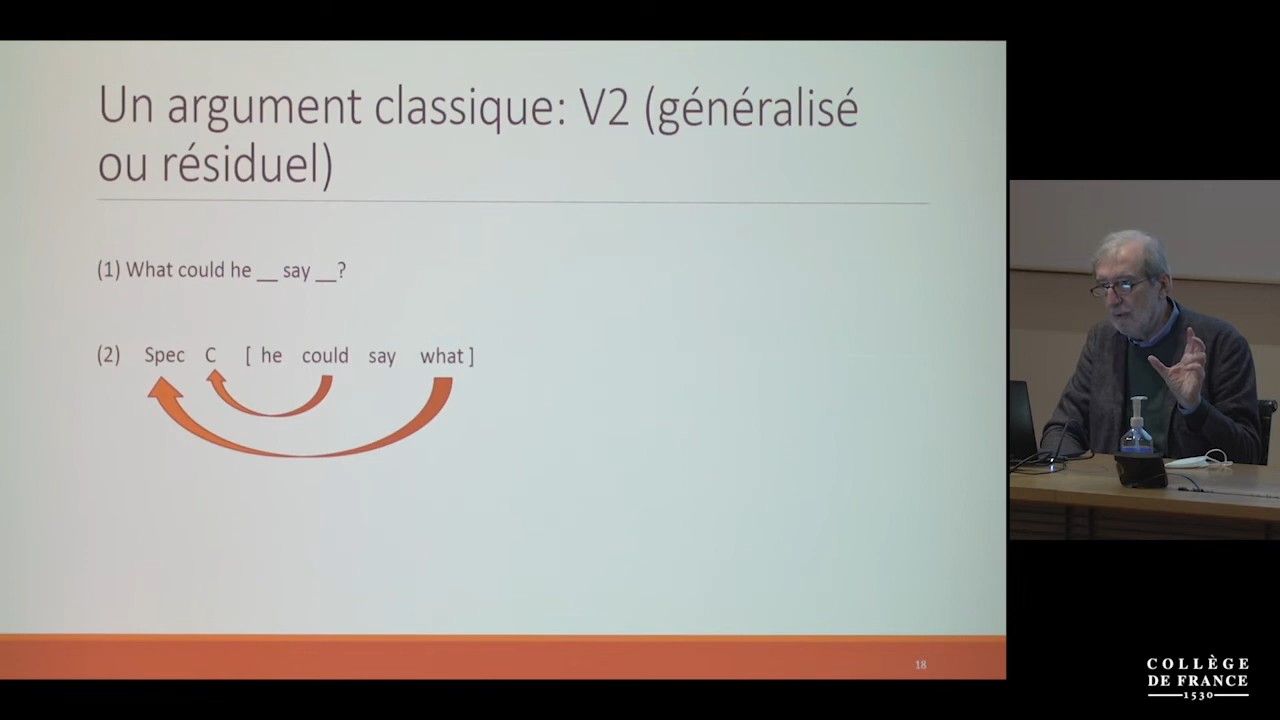 Un argument classique: V2 (généralisé
ou résiduel)
(1) What could he __ say __?
(2) Spec C [ he could say what ]
18
COLLÈGE
DE FRANCE
1530